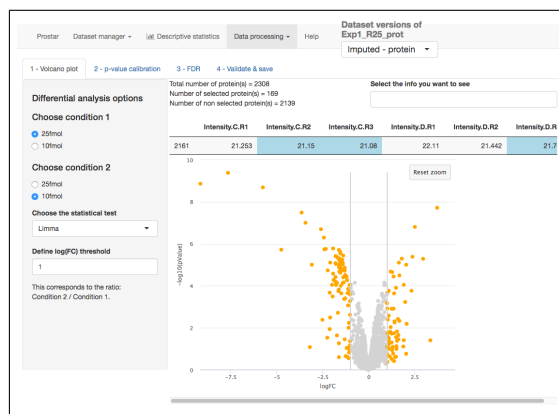 Prostar
Dataset manager
Descriptive statistics
Data processing
Help
Dataset versions of
Exp1_R25_prot
Imputed - protein
1 - Volcano plot
2 - p-value calibration
3 - FDR
4 - Validate & save
Differential analysis options
Choose condition 1
25fmol
10fmol
Choose condition 2
25fmol
10fmol
Choose the statistical test
Limma
Define log(FC) threshold
1
This corresponds to the ratio:
Condition 2 / Condition 1.
Total number of protein(s) = 2308
Number of selected protein(s) = 169
Number of non selected protein(s) = 2139
Select the info you want to see
Intensity.C.R1 Intensity.C.R2 Intensity.C.R3 Intensity.D.R1 Intensity.D.R2 Intensity.D.R
2161 21.253 21.15 21.08 22.11 21.442 21.7
Reset zoom
10
8
6
4
2
0
-log10(pValue)
-7.5 -5 -2.5 0 2.5
logFC